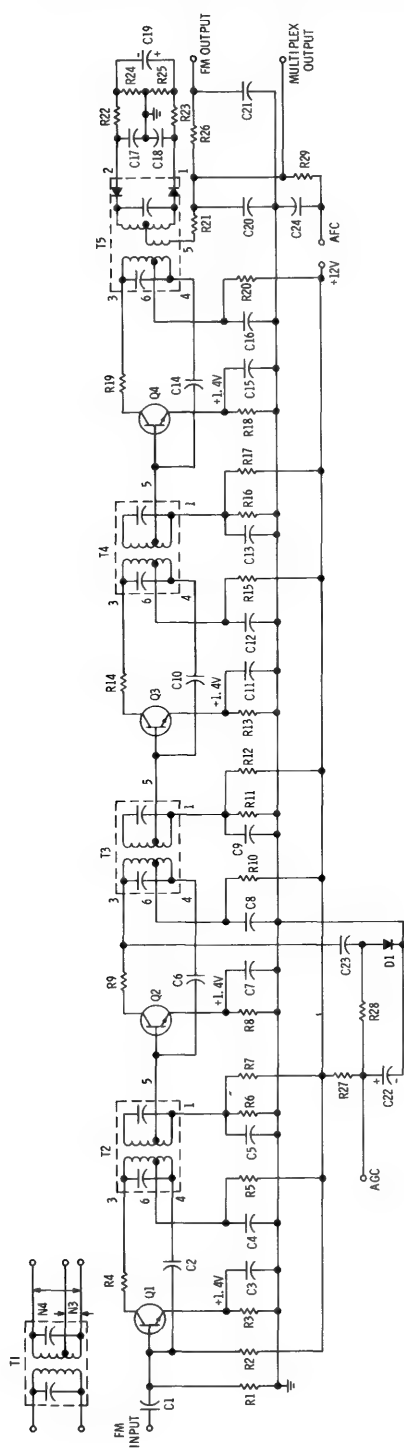 T1
N4
N3
FM INPUT
C1
R1
R2
Q1
R4
+1.4V
R3
C3
C2
C4
R5
T2
3
6
4
5
1
C5
R6
R7
Q2
R9
+1.4V
R8
C7
C6
C8
R10
T3
3
6
4
5
1
C9
R11
R12
Q3
R14
+1.4V
R13
C11
C10
C12
R15
T4
3
6
4
5
1
C13
R16
R17
Q4
R19
+1.4V
R18
C15
C14
C16
R20
T5
3
6
4
5
2
1
R22
R24
C17
C18
R25
R23
C19
-
+
R21
R26
FM OUTPUT
C20
C21
MULTIPLEX OUTPUT
C24
R29
AFC
+12V
AGC
R27
R28
C22
+
-
C23
D1